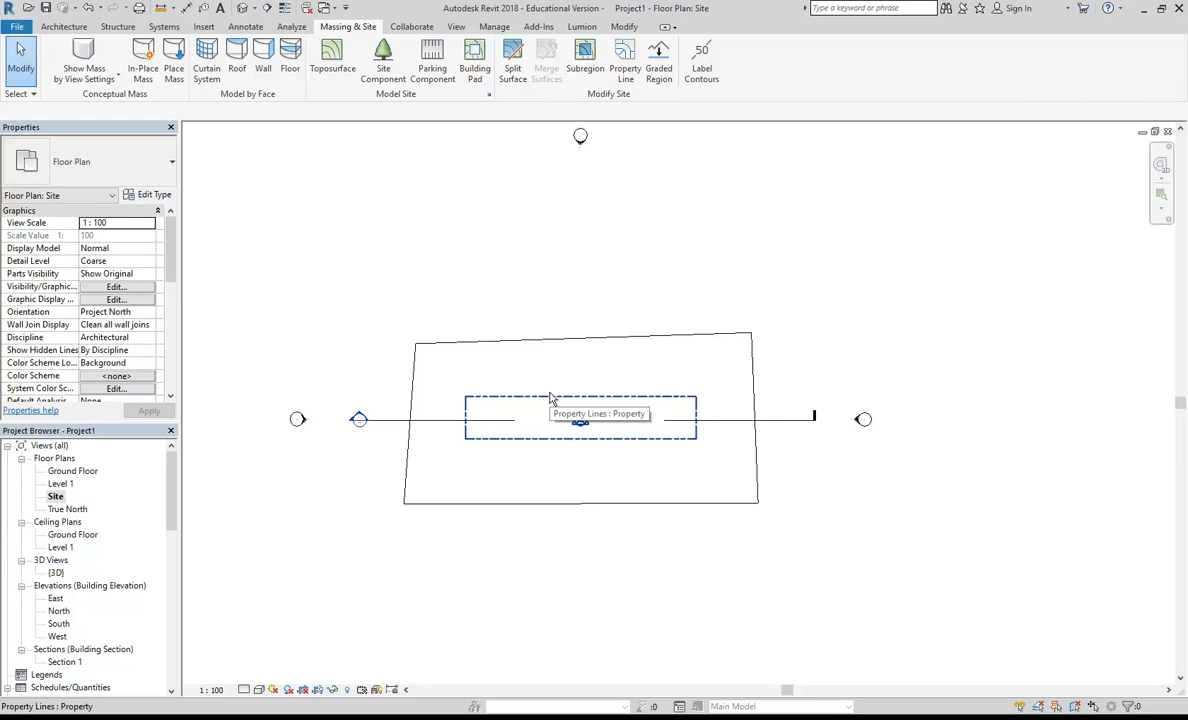 Autodesk Revit 2018 - Educational Version - Project1 - Floor Plan: Site
Type a keyword or phrase
Sign In
File Architecture Structure Systems Insert Annotate Analyze Massing & Site Collaborate View Manage Add-Ins Lumion Modify
Modify
Show Mass by View Settings
In-Place Mass
Place Mass
Curtain System
Roof
Wall
Floor
Toposurface
Site Component
Parking Component
Building Pad
Split Surface
Merge Surfaces
Subregion
Property Line
Graded Region
Label Contours
50
Select
Conceptual Mass
Model by Face
Model Site
Modify Site
Properties
Floor Plan
Floor Plan: Site
Edit Type
Graphics
View Scale 1 : 100
Scale Value 1: 100
Display Model Normal
Detail Level Coarse
Parts Visibility Show Original
Visibility/Graphic... Edit...
Graphic Display ... Edit...
Orientation Project North
Wall Join Display Clean all wall joins
Discipline Architectural
Show Hidden Lines By Discipline
Color Scheme Lo... Background
Color Scheme <none>
System Color Sc... Edit...
Default Analysis ... None
Properties help
Apply
Property Lines : Property
Project Browser - Project1
Views (all)
Floor Plans
Ground Floor
Level 1
Site
True North
Ceiling Plans
Ground Floor
Level 1
3D Views
{3D}
Elevations (Building Elevation)
East
North
South
West
Sections (Building Section)
Section 1
Legends
Schedules/Quantities
1 : 100
Property Lines : Property
:0
Main Model
:0